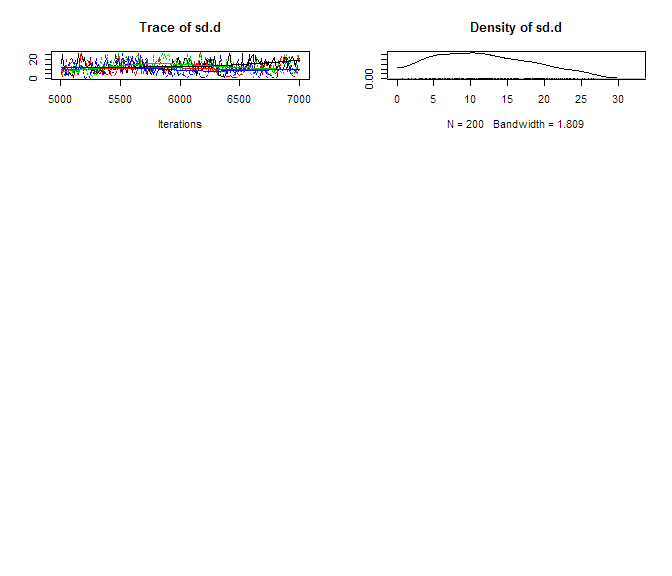 Trace of sd.d
0 20
5000 5500 6000 6500 7000
Iterations
Density of sd.d
0.00
0 5 10 15 20 25 30
N = 200 Bandwidth = 1.809